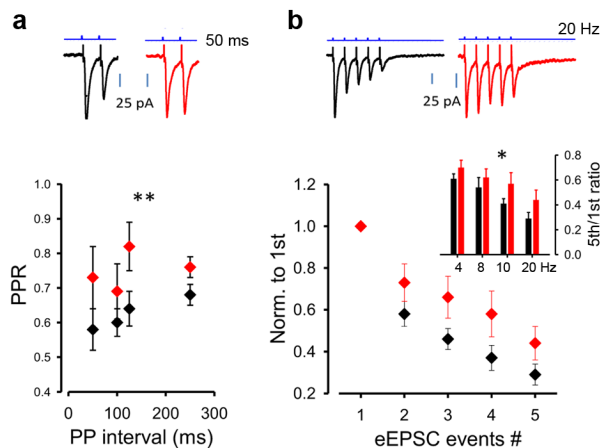 a
50 ms
25 pA
PPR
1.0
0.9
0.8
0.7
0.6
0.5
0.4
**
0 100 200 300
PP interval (ms)
b
20 Hz
25 pA
Norm. to 1st
1.2
1.0
0.8
0.6
0.4
0.2
*
0.8
0.6
0.4
0.2
0.0
5th/1st ratio
4 8 10 20 Hz
1 2 3 4 5
eEPSC events #